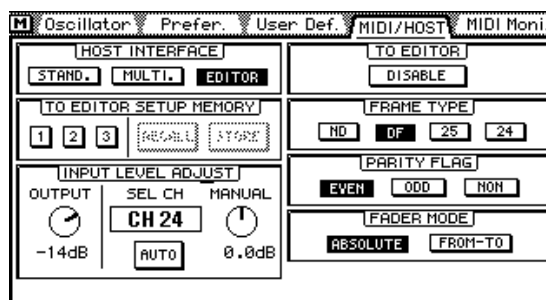 M Oscillator Prefer. User Def. MIDI/HOST MIDI Moni
HOST INTERFACE
STAND. MULTI. EDITOR
TO EDITOR
DISABLE
TO EDITOR SETUP MEMORY
1 2 3 RECALL STORE
FRAME TYPE
ND DF 25 24
INPUT LEVEL ADJUST
OUTPUT SEL CH MANUAL
CH 24
-14dB AUTO 0.0dB
PARITY FLAG
EVEN ODD NON
FADER MODE
ABSOLUTE FROM-TO